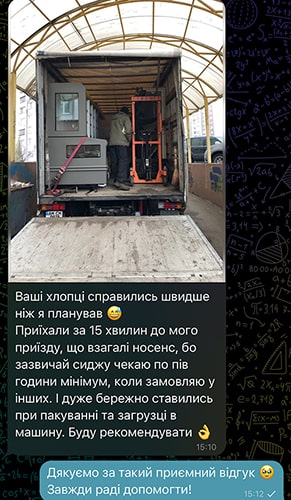 Ваші хлопці справились швидше
ніж я планував 😅
Приїхали за 15 хвилин до мого
приїзду, що взагалі носенс, бо
зазвичай сиджу чекаю по пів
години мінімум, коли замовляю у
інших. І дуже бережно ставились
при пакуванні та загрузці в
машину. Буду рекомендувати 👌
15:10
Дякуємо за такий приємний відгук 🥺
Завжди раді допомогти!
15:12